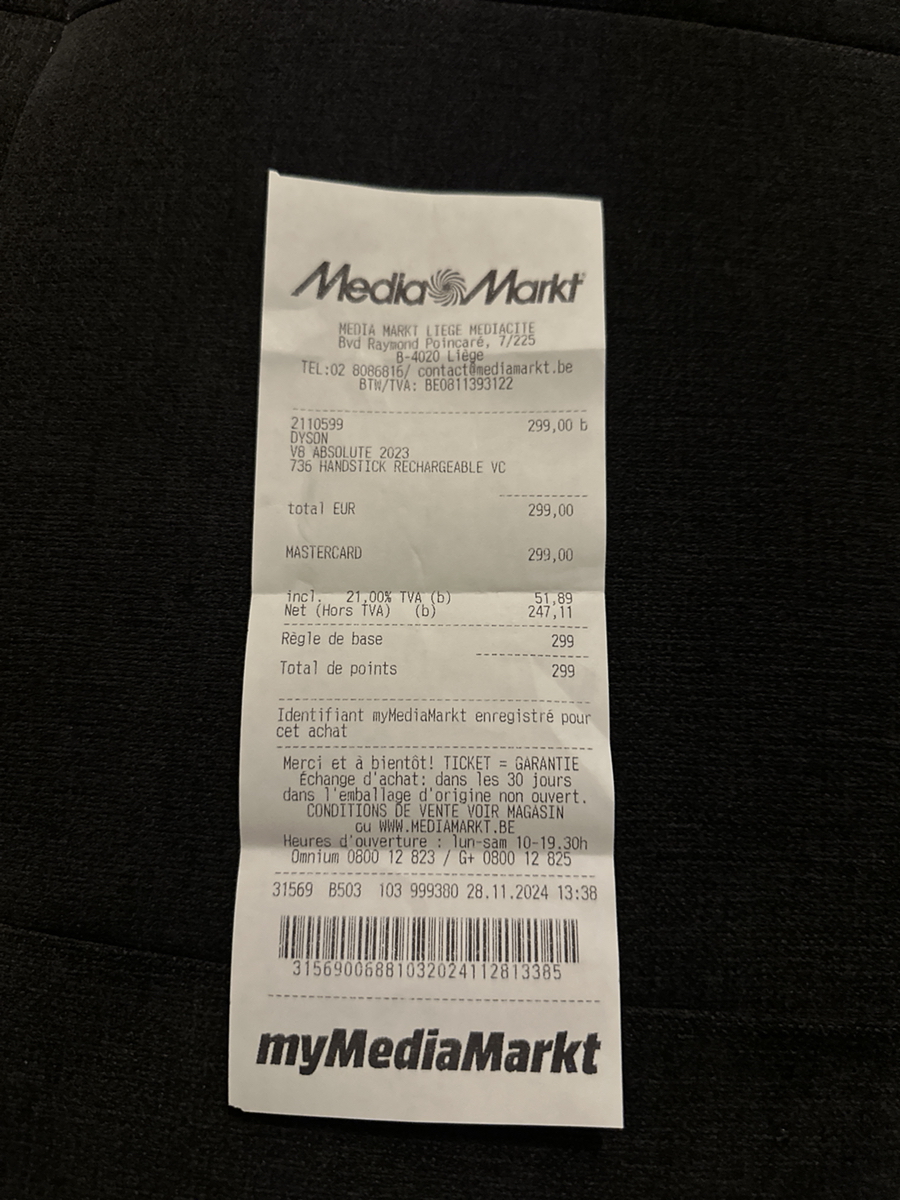 Media Markt
MEDIA MARKT LIEGE MEDIACITE
Bvd Raymond Poincaré, 7/225
B-4020 Liège
TEL:02 8086816/ contact@mediamarkt.be
BTW/TVA: BE0811393122
2110599 299,00 b
DYSON
V8 ABSOLUTE 2023
736 HANDSTICK RECHARGEABLE VC
total EUR 299,00
MASTERCARD 299,00
incl. 21,00% TVA (b) 51,89
Net (Hors TVA) (b) 247,11
Règle de base 299
Total de points 299
Identifiant myMediaMarkt enregistré pour
cet achat
Merci et à bientôt! TICKET = GARANTIE
Échange d'achat: dans les 30 jours
dans l'emballage d'origine non ouvert.
CONDITIONS DE VENTE VOIR MAGASIN
ou WWW.MEDIAMARKT.BE
Heures d'ouverture : lun-sam 10-19.30h
Omnium 0800 12 823 / G+ 0800 12 825
31569 B503 103 999380 28.11.2024 13:38
31569006881032024112813385
myMediaMarkt